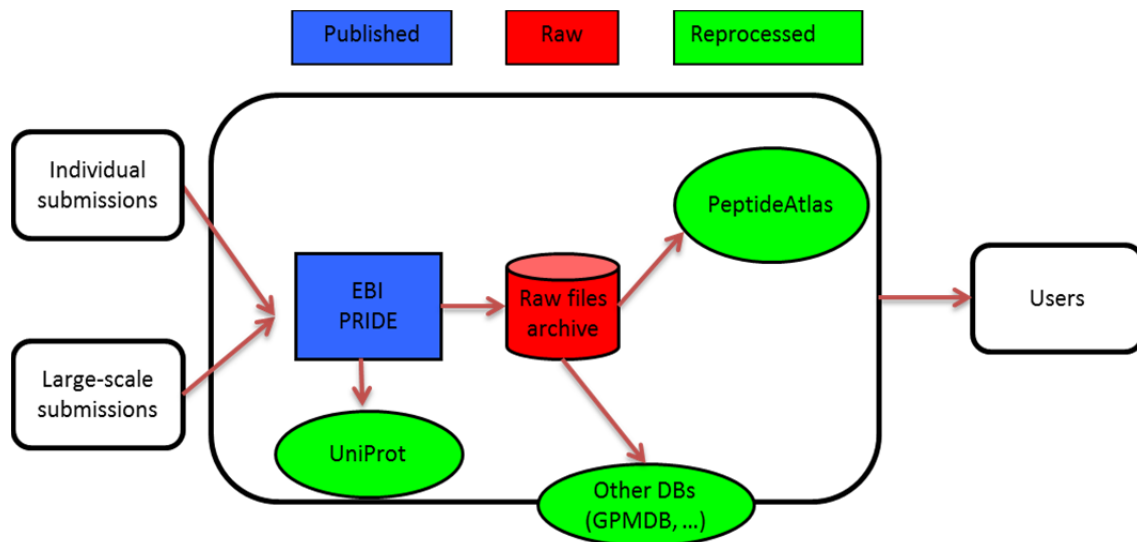 Published
Raw
Reprocessed
Individual
submissions
PeptideAtlas
EBI
PRIDE
Raw files
archive
Users
Large-scale
submissions
UniProt
Other DBs
(GPMDB, ...)